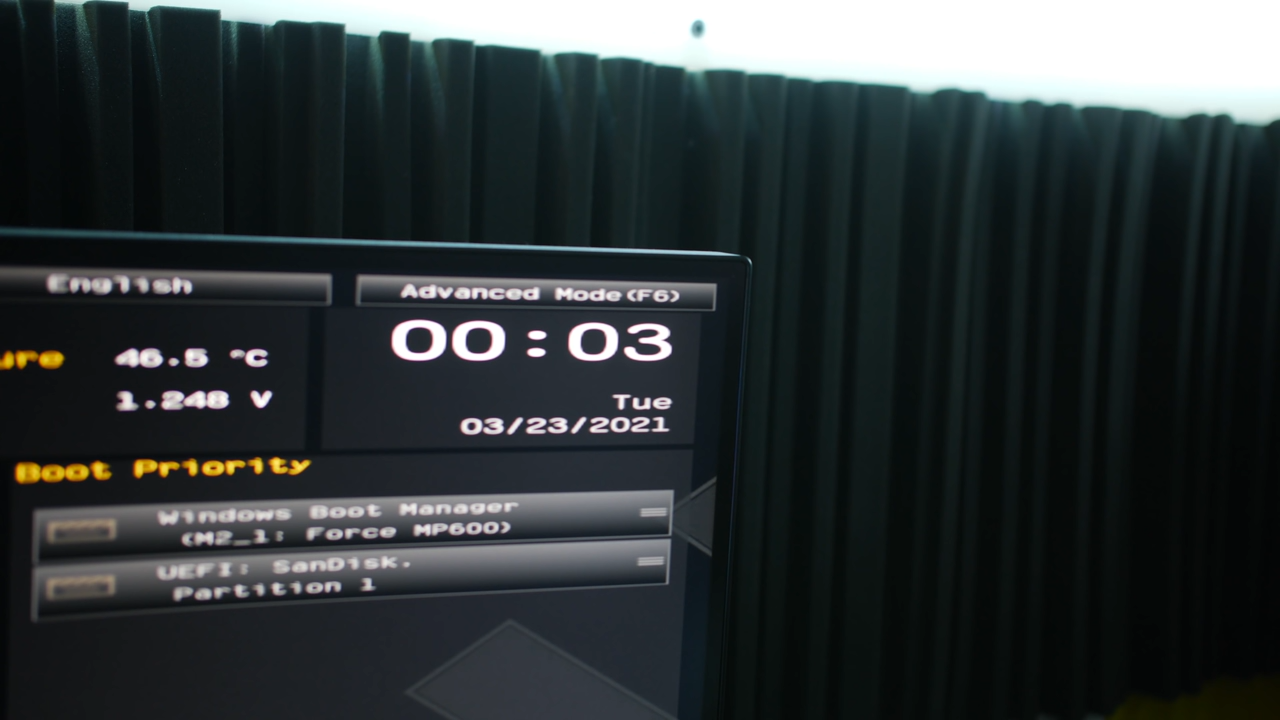 English
Advanced Mode(F6)
00:03
ure 46.5 °C
1.248 V
Tue
03/23/2021
Boot Priority
Windows Boot Manager
(M2_1: Force MP600)
UEFI: SanDisk.
Partition 1